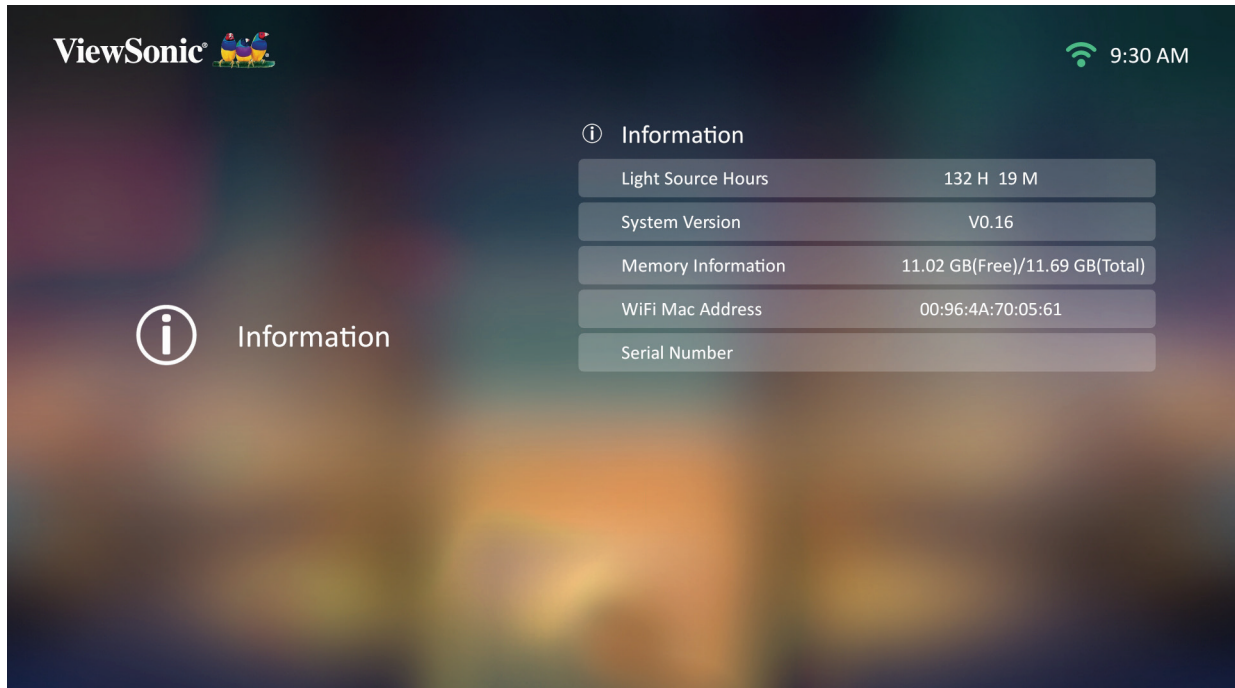 ViewSonic®
9:30 AM
Information
Light Source Hours 132 H 19 M
System Version V0.16
Memory Information 11.02 GB(Free)/11.69 GB(Total)
WiFi Mac Address 00:96:4A:70:05:61
Serial Number
Information